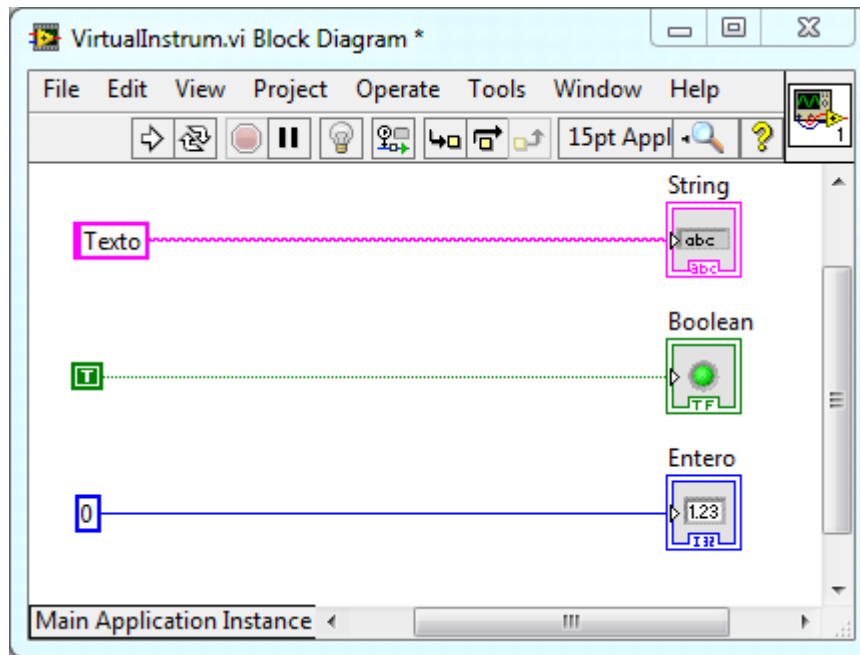 VirtualInstrum.vi Block Diagram *
File Edit View Project Operate Tools Window Help
15pt Appl
1
String
Texto
abc
abc
Boolean
T
TF
Entero
0
1.23
I32
Main Application Instance